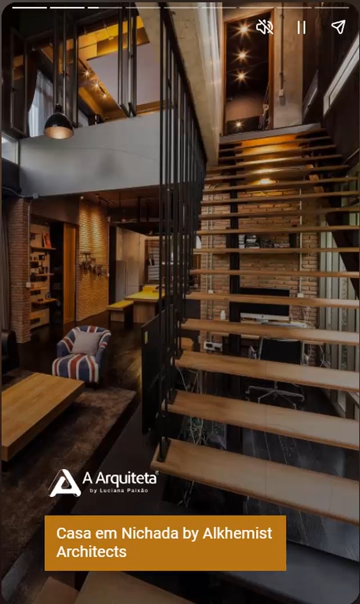 A Arquiteta
by Luciana Paixão
Casa em Nichada by Alkhemist
Architects